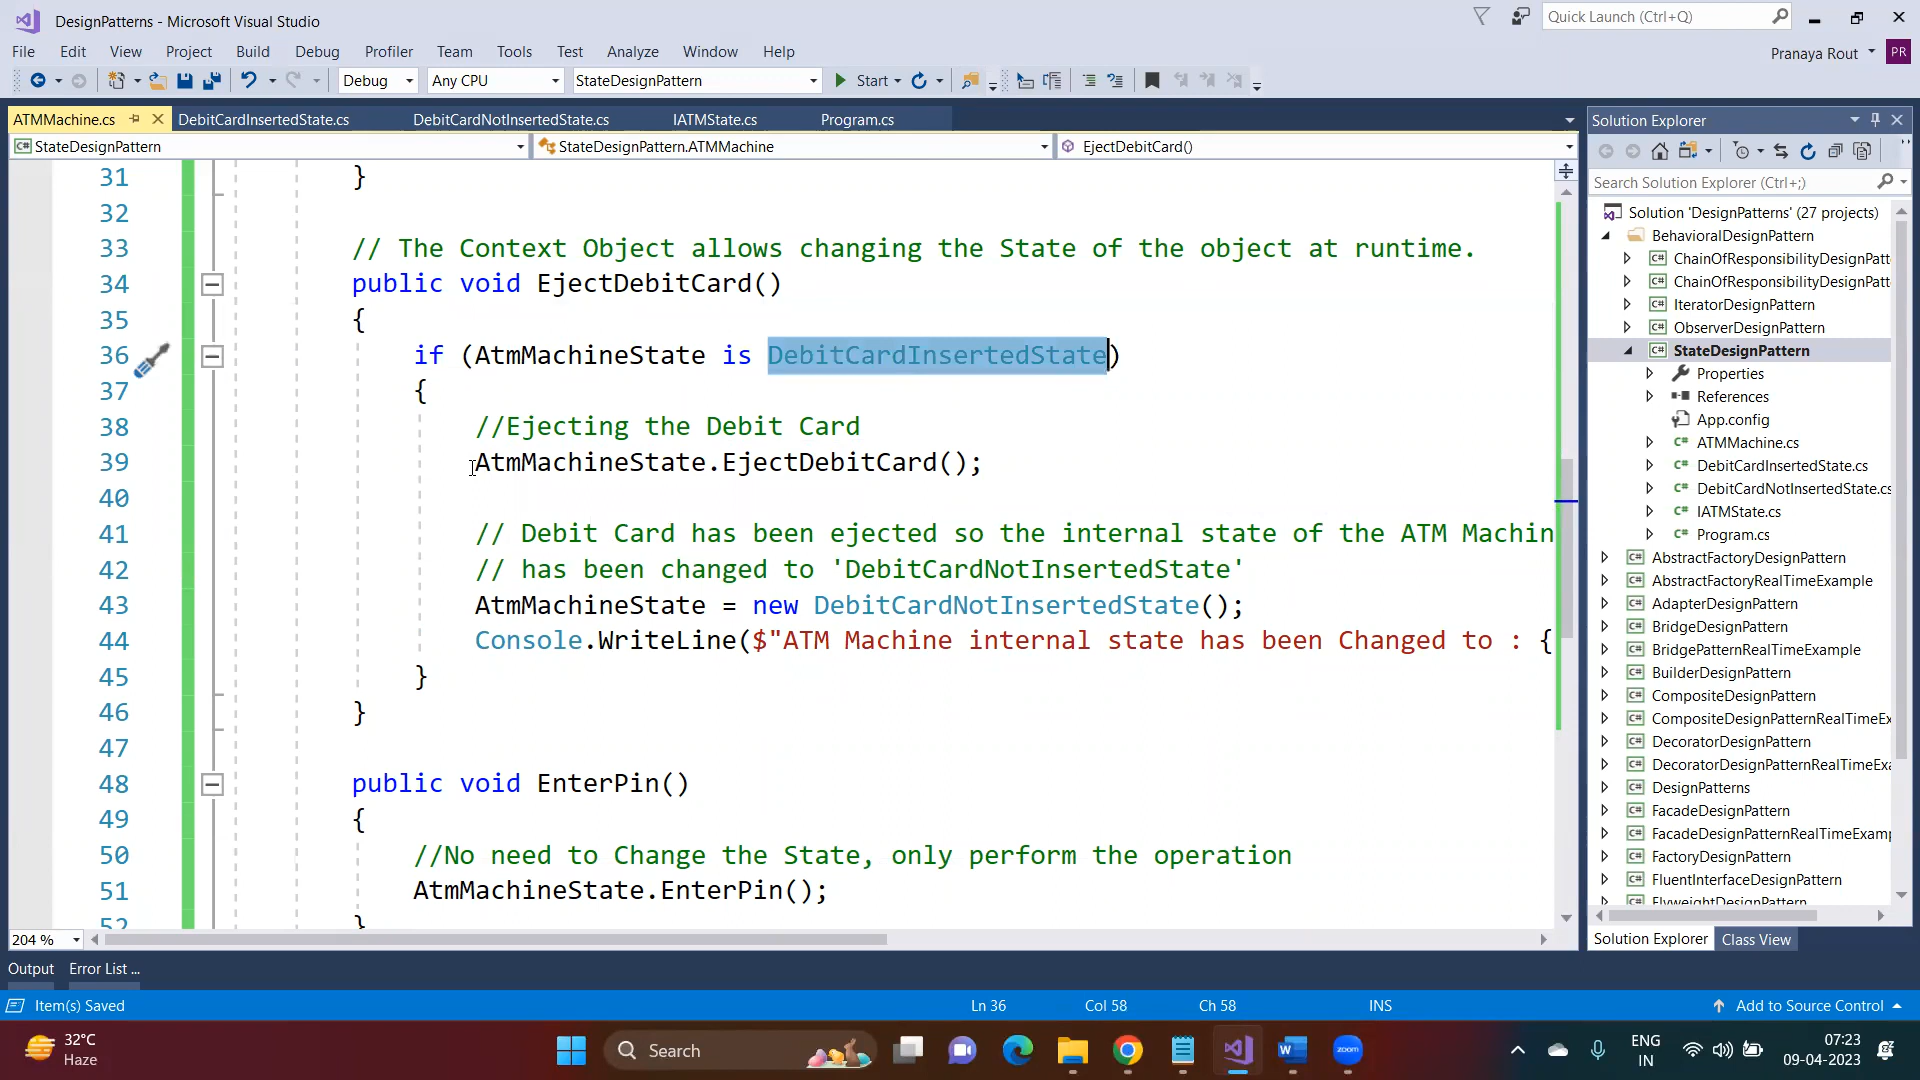 DesignPatterns - Microsoft Visual Studio
Quick Launch (Ctrl+Q)
File Edit View Project Build Debug Profiler Team Tools Test Analyze Window Help
Pranaya Rout PR
Debug Any CPU StateDesignPattern Start
ATMMachine.cs DebitCardInsertedState.cs DebitCardNotInsertedState.cs IATMState.cs Program.cs
StateDesignPattern StateDesignPattern.ATMMachine EjectDebitCard()
31 }
32
33 // The Context Object allows changing the State of the object at runtime.
34 public void EjectDebitCard()
35 {
36 if (AtmMachineState is DebitCardInsertedState)
37 {
38 //Ejecting the Debit Card
39 AtmMachineState.EjectDebitCard();
40
41 // Debit Card has been ejected so the internal state of the ATM Machin
42 // has been changed to 'DebitCardNotInsertedState'
43 AtmMachineState = new DebitCardNotInsertedState();
44 Console.WriteLine($"ATM Machine internal state has been Changed to : {
45 }
46 }
47
48 public void EnterPin()
49 {
50 //No need to Change the State, only perform the operation
51 AtmMachineState.EnterPin();
52 }
204 %
Solution Explorer
Search Solution Explorer (Ctrl+;)
Solution 'DesignPatterns' (27 projects)
BehavioralDesignPattern
ChainOfResponsibilityDesignPatt
ChainOfResponsibilityDesignPatt
IteratorDesignPattern
ObserverDesignPattern
StateDesignPattern
Properties
References
App.config
ATMMachine.cs
DebitCardInsertedState.cs
DebitCardNotInsertedState.cs
IATMState.cs
Program.cs
AbstractFactoryDesignPattern
AbstractFactoryRealTimeExample
AdapterDesignPattern
BridgeDesignPattern
BridgePatternRealTimeExample
BuilderDesignPattern
CompositeDesignPattern
CompositeDesignPatternRealTimeEx
DecoratorDesignPattern
DecoratorDesignPatternRealTimeExa
DesignPatterns
FacadeDesignPattern
FacadeDesignPatternRealTimeExamp
FactoryDesignPattern
FluentInterfaceDesignPattern
FlyweightDesignPattern
Solution Explorer Class View
Output Error List ...
Item(s) Saved Ln 36 Col 58 Ch 58 INS Add to Source Control
32°C
Haze
Search
zoom
ENG
IN
07:23
09-04-2023